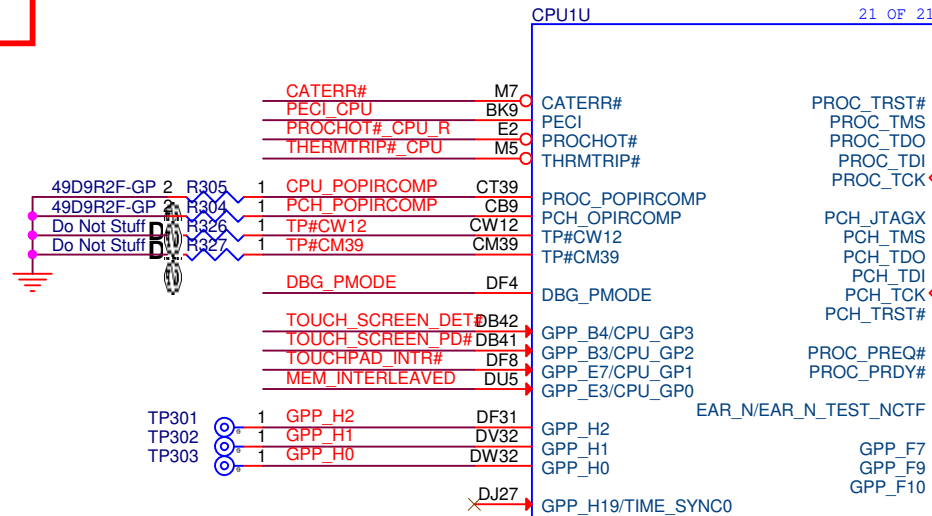 CPU1U 21 OF 21
CATERR# M7 CATERR# PROC_TRST#
PECI_CPU BK9 PECI PROC_TMS
PROCHOT#_CPU_R E2 PROCHOT# PROC_TDO
THERMTRIP#_CPU M5 THRMTRIP# PROC_TDI
PROC_TCK
49D9R2F-GP 2 R305 1 CPU_POPIRCOMP CT39 PROC_POPIRCOMP
49D9R2F-GP 2 R304 1 PCH_POPIRCOMP CB9 PCH_OPIRCOMP PCH_JTAGX
Do Not Stuff R326 1 TP#CW12 CW12 TP#CW12 PCH_TMS
Do Not Stuff R327 1 TP#CM39 CM39 TP#CM39 PCH_TDO
PCH_TDI
DBG_PMODE DF4 DBG_PMODE PCH_TCK
PCH_TRST#
TOUCH_SCREEN_DET# DB42 GPP_B4/CPU_GP3
TOUCH_SCREEN_PD# DB41 GPP_B3/CPU_GP2 PROC_PREQ#
TOUCHPAD_INTR# DF8 GPP_E7/CPU_GP1 PROC_PRDY#
MEM_INTERLEAVED DU5 GPP_E3/CPU_GP0
EAR_N/EAR_N_TEST_NCTF
TP301 1 GPP_H2 DF31 GPP_H2
TP302 1 GPP_H1 DV32 GPP_H1 GPP_F7
TP303 1 GPP_H0 DW32 GPP_H0 GPP_F9
GPP_F10
DJ27 GPP_H19/TIME_SYNC0